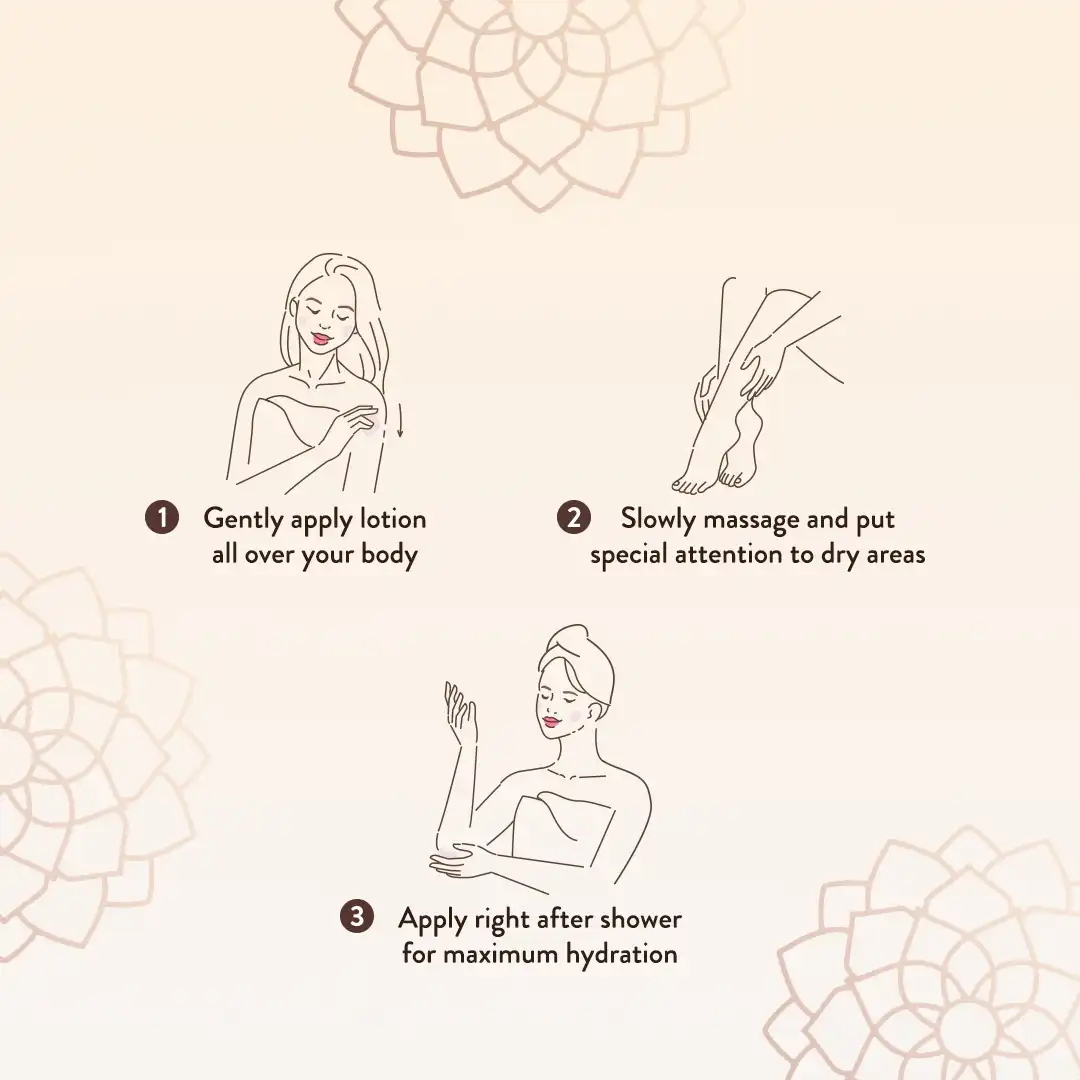 1 Gently apply lotion
all over your body
2 Slowly massage and put
special attention to dry areas
3 Apply right after shower
for maximum hydration